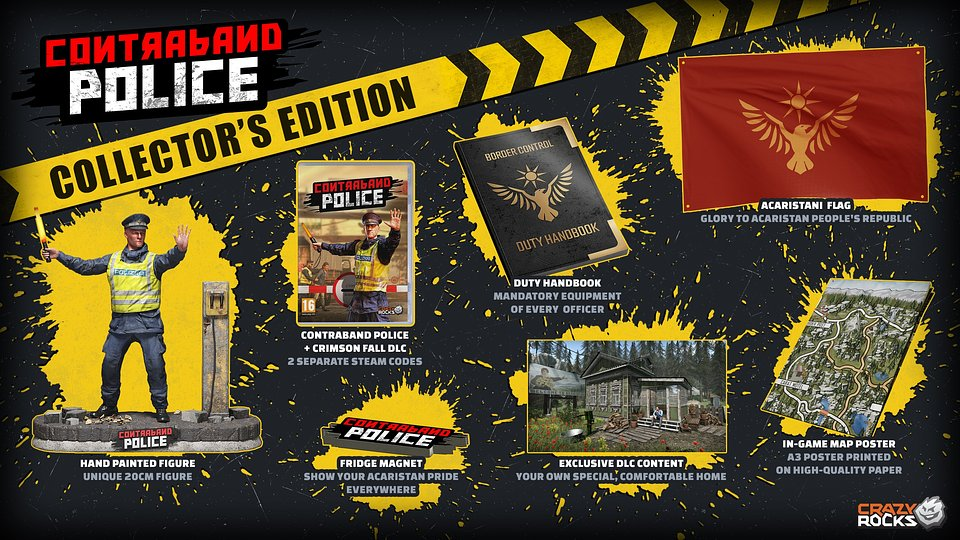 CONTRABAND
POLICE
COLLECTOR'S EDITION
POLIZIJA
HAND PAINTED FIGURE
UNIQUE 20CM FIGURE
CONTRABAND
POLICE
16
CRAZY
ROCKS
CONTRABAND POLICE
+ CRIMSON FALL DLC
2 SEPARATE STEAM CODES
BORDER CONTROL
DUTY HANDBOOK
DUTY HANDBOOK
MANDATORY EQUIPMENT
OF EVERY OFFICER
ACARISTANI FLAG
GLORY TO ACARISTAN PEOPLE'S REPUBLIC
CONTRABAND
POLICE
CONTRABAND
POLICE
FRIDGE MAGNET
SHOW YOUR ACARISTAN PRIDE
EVERYWHERE
EXCLUSIVE DLC CONTENT
YOUR OWN SPECIAL, COMFORTABLE HOME
IN-GAME MAP POSTER
A3 POSTER PRINTED
ON HIGH-QUALITY PAPER
CRAZY
ROCKS